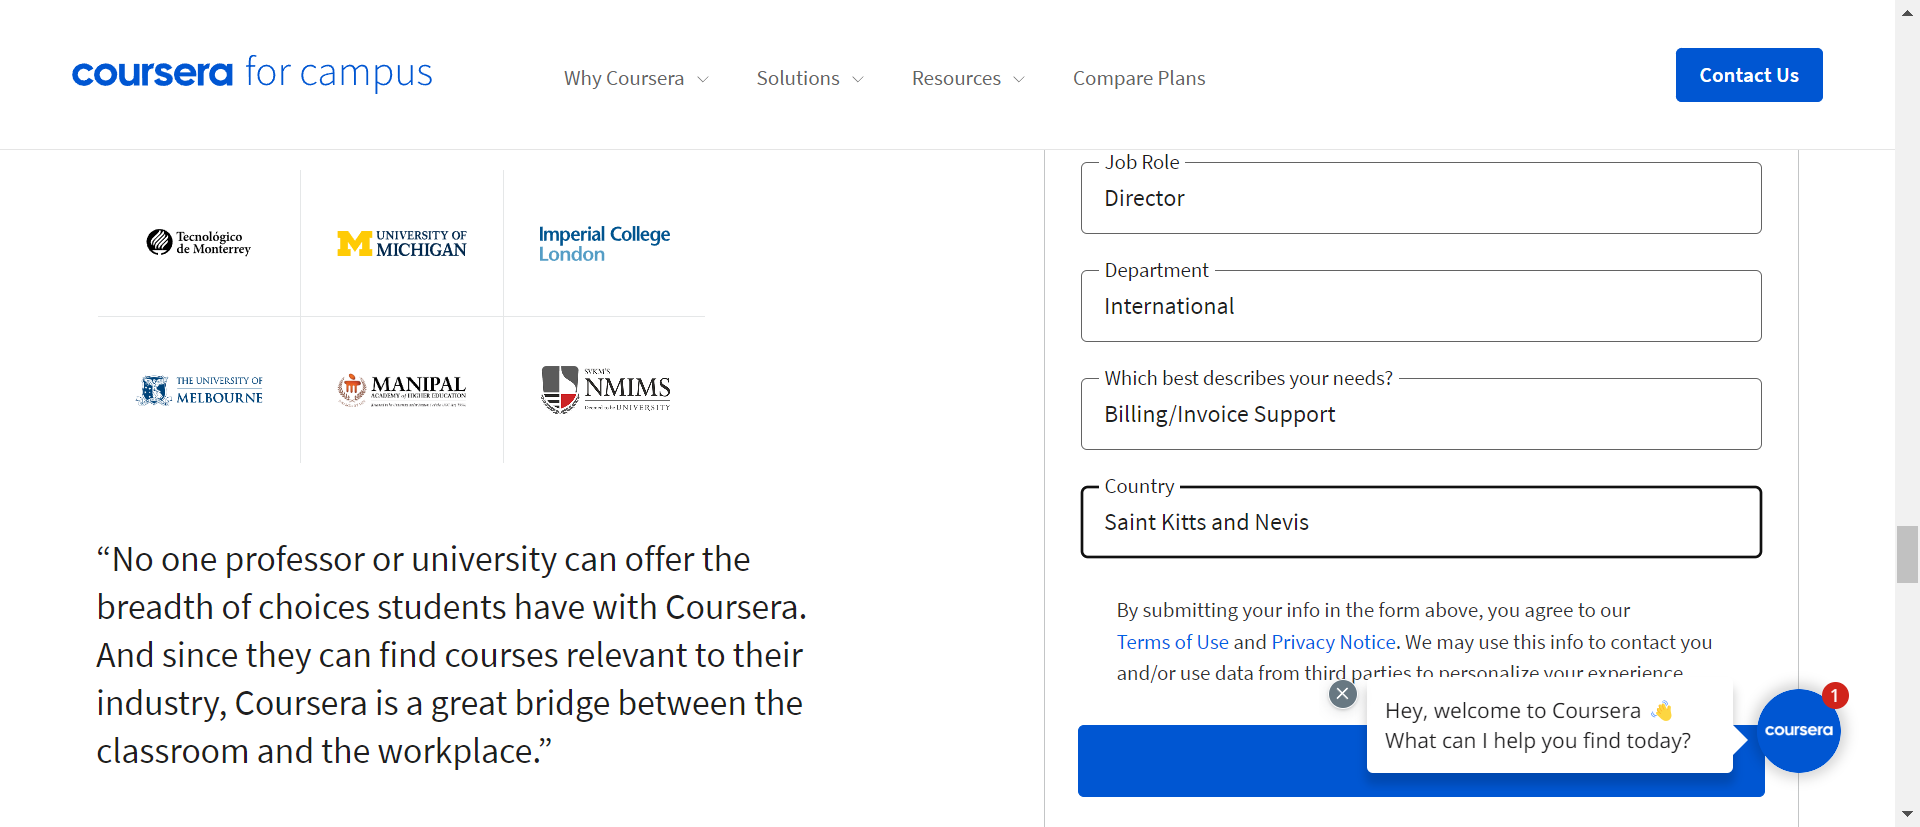 coursera for campus
Why Coursera
Solutions
Resources
Compare Plans
Contact Us
Tecnológico
de Monterrey
UNIVERSITY OF
MICHIGAN
Imperial College
London
THE UNIVERSITY OF
MELBOURNE
MANIPAL
ACADEMY of HIGHER EDUCATION
SVKM'S
NMIMS
Deemed to be UNIVERSITY
“No one professor or university can offer the
breadth of choices students have with Coursera.
And since they can find courses relevant to their
industry, Coursera is a great bridge between the
classroom and the workplace.”
Job Role
Director
Department
International
Which best describes your needs?
Billing/Invoice Support
Country
Saint Kitts and Nevis
By submitting your info in the form above, you agree to our
Terms of Use and Privacy Notice. We may use this info to contact you
and/or use data from third parties to personalize your experience
Hey, welcome to Coursera 👋
What can I help you find today?
coursera
1